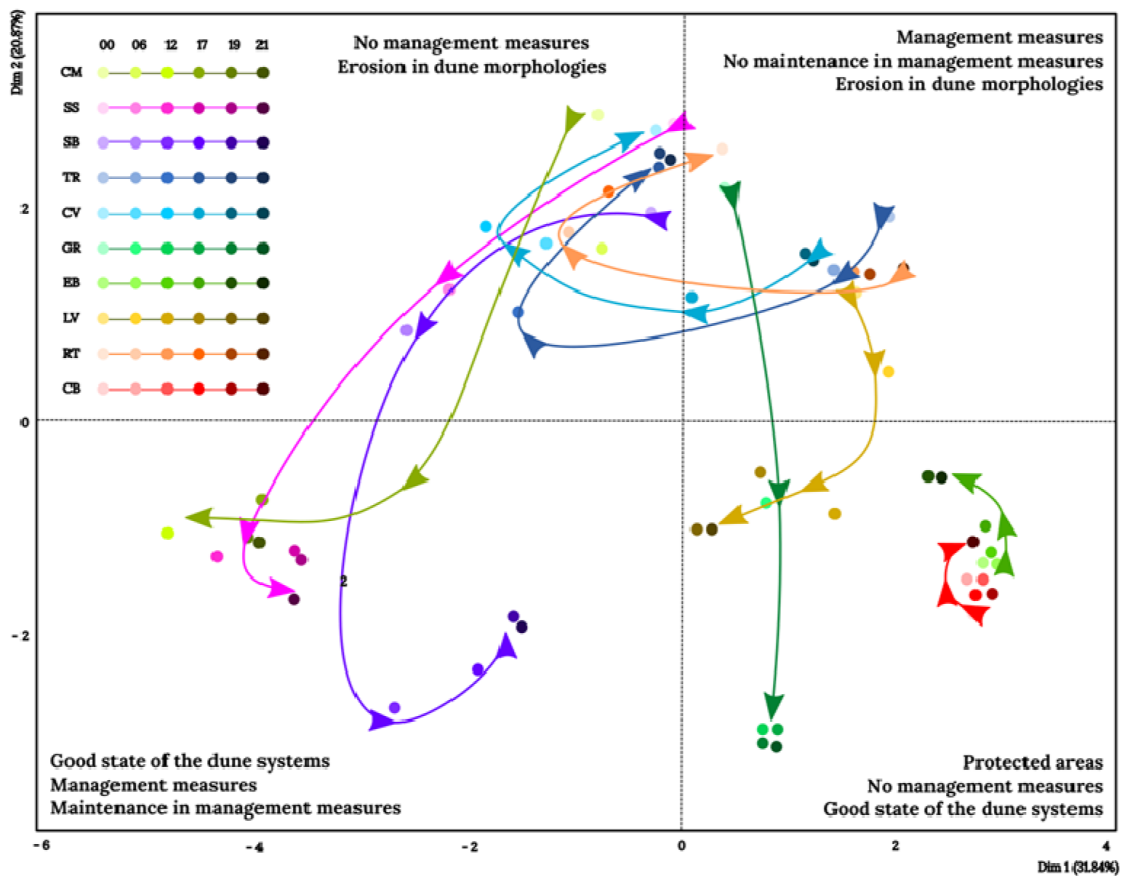 Dim 2 (20.87%)
00 06 12 17 19 21
CM
SS
SB
TR
CV
GR
EB
LV
RT
CB
No management measures
Erosion in dune morphologies
Management measures
No maintenance in management measures
Erosion in dune morphologies
2
0
2
- 2
Good state of the dune systems
Management measures
Maintenance in management measures
Protected areas
No management measures
Good state of the dune systems
-6 -4 -2 0 2 4
Dim 1 (31.84%)